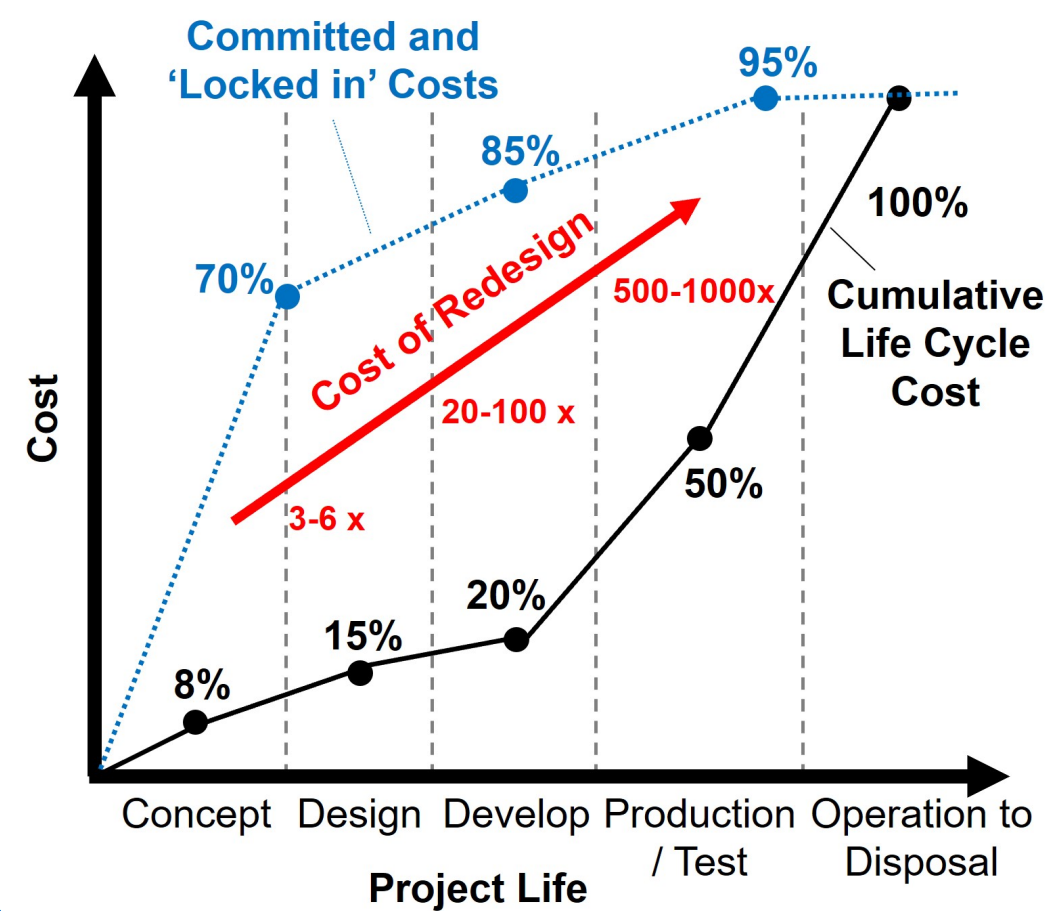 Committed and
‘Locked in’ Costs
95%
85%
100%
70%
Cost of Redesign
500-1000x
Cumulative
Life Cycle
Cost
Cost
20-100 x
50%
3-6 x
20%
15%
8%
Concept Design Develop Production Operation to
/ Test Disposal
Project Life